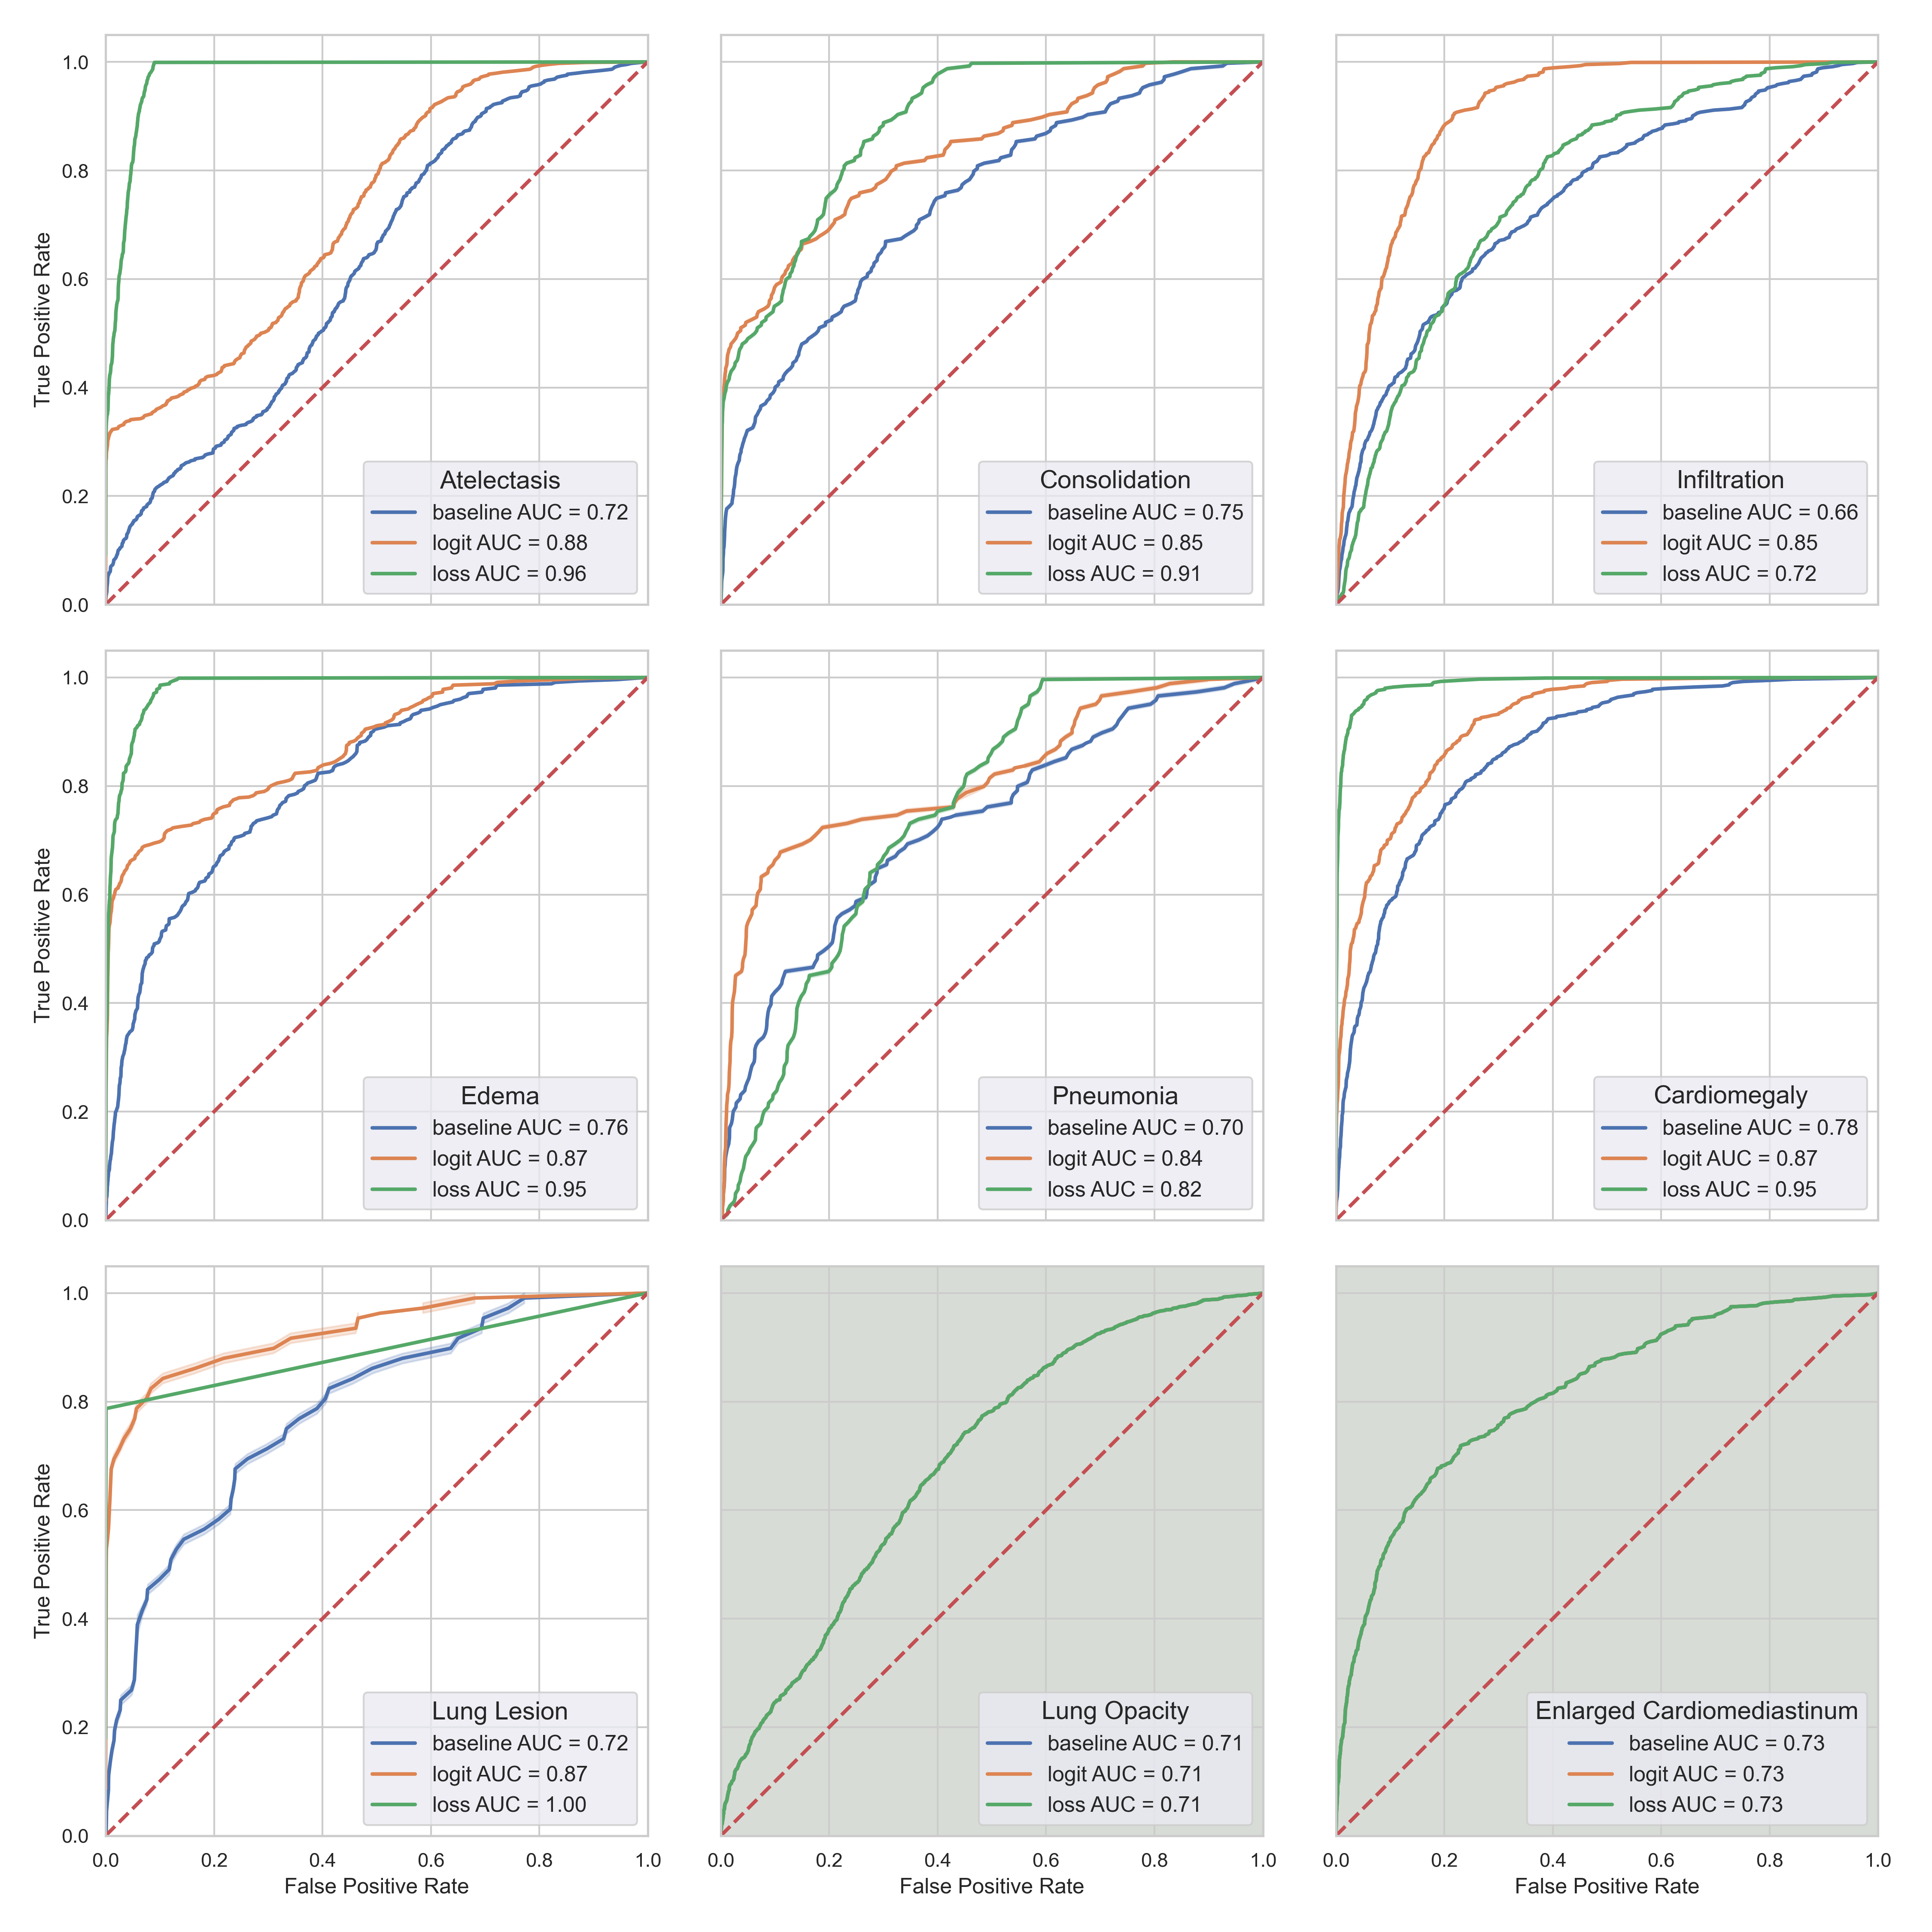 True Positive Rate
1.0
0.8
0.6
0.4
0.2
0.0
Atelectasis
baseline AUC = 0.72
logit AUC = 0.88
loss AUC = 0.96
Consolidation
baseline AUC = 0.75
logit AUC = 0.85
loss AUC = 0.91
Infiltration
baseline AUC = 0.66
logit AUC = 0.85
loss AUC = 0.72
True Positive Rate
1.0
0.8
0.6
0.4
0.2
0.0
Edema
baseline AUC = 0.76
logit AUC = 0.87
loss AUC = 0.95
Pneumonia
baseline AUC = 0.70
logit AUC = 0.84
loss AUC = 0.82
Cardiomegaly
baseline AUC = 0.78
logit AUC = 0.87
loss AUC = 0.95
True Positive Rate
1.0
0.8
0.6
0.4
0.2
0.0
Lung Lesion
baseline AUC = 0.72
logit AUC = 0.87
loss AUC = 1.00
0.0 0.2 0.4 0.6 0.8 1.0
False Positive Rate
Lung Opacity
baseline AUC = 0.71
logit AUC = 0.71
loss AUC = 0.71
0.0 0.2 0.4 0.6 0.8 1.0
False Positive Rate
Enlarged Cardiomediastinum
baseline AUC = 0.73
logit AUC = 0.73
loss AUC = 0.73
0.0 0.2 0.4 0.6 0.8 1.0
False Positive Rate